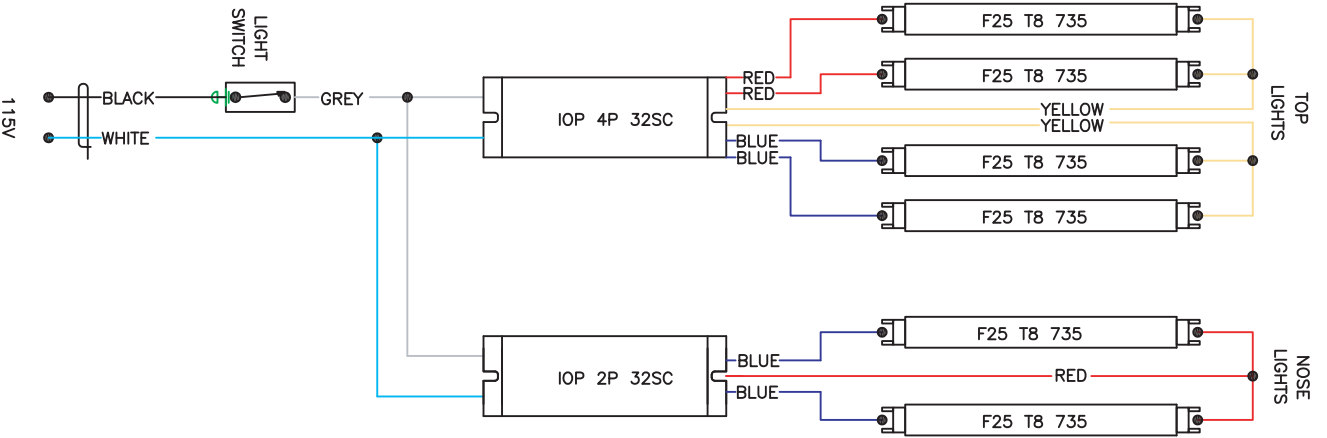 115V
BLACK
WHITE
LIGHT
SWITCH
GREY
IOP 4P 32SC
RED
RED
YELLOW
YELLOW
BLUE
BLUE
F25 T8 735
F25 T8 735
F25 T8 735
F25 T8 735
TOP
LIGHTS
IOP 2P 32SC
BLUE
RED
BLUE
F25 T8 735
F25 T8 735
NOSE
LIGHTS